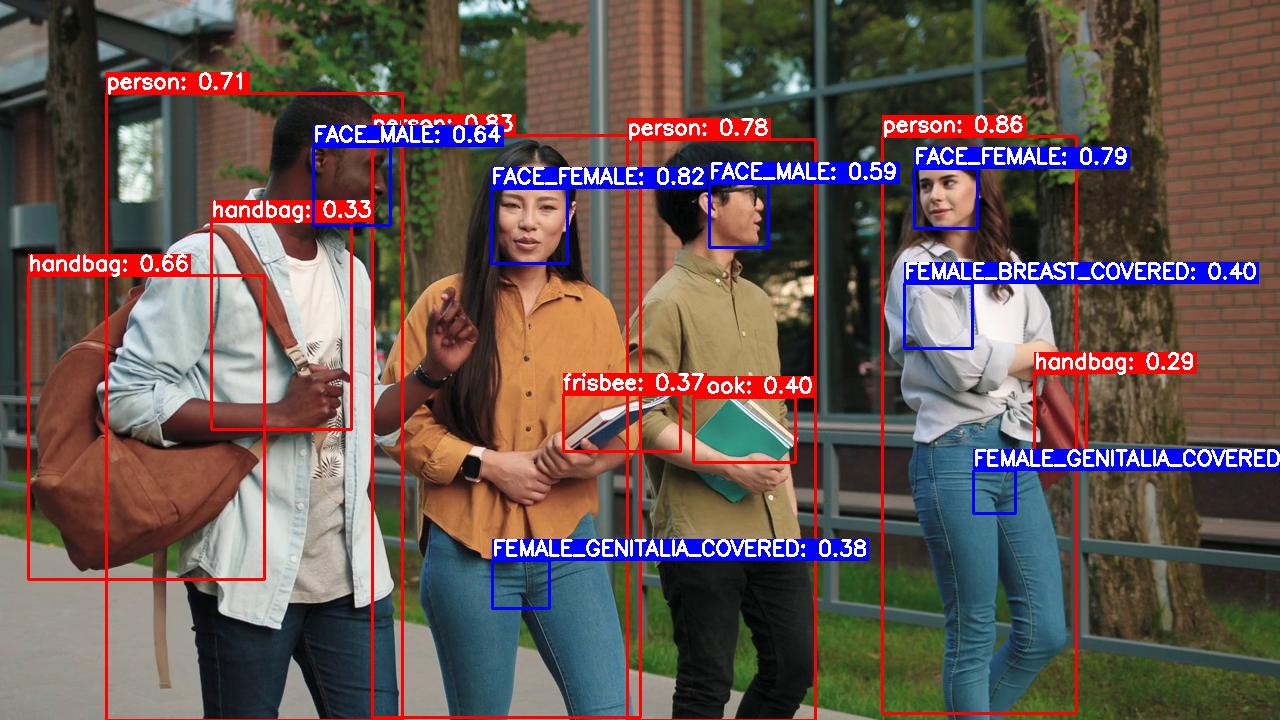 person: 0.71
person: 0.83
FACE_MALE: 0.64
person: 0.78
person: 0.86
FACE_FEMALE: 0.82
FACE_MALE: 0.59
FACE_FEMALE: 0.79
handbag: 0.33
handbag: 0.66
FEMALE_BREAST_COVERED: 0.40
handbag: 0.29
frisbee: 0.37
ook: 0.40
FEMALE_GENITALIA_COVERED
FEMALE_GENITALIA_COVERED: 0.38